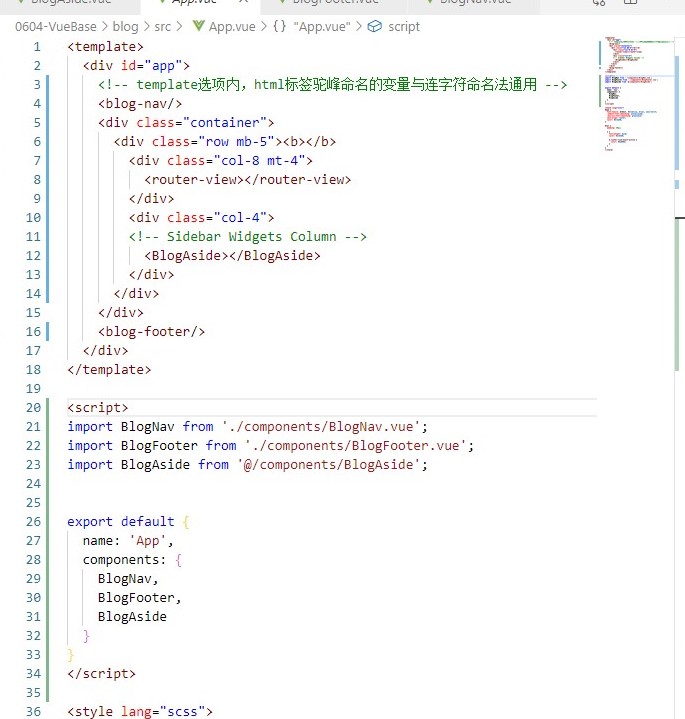 BlogAside.vue App.vue BlogFooter.vue BlogNav.vue
0604-VueBase > blog > src > App.vue > {} "App.vue" > script
1 <template>
2 <div id="app">
3 <!-- template选项内，html标签驼峰命名的变量与连字符命名法通用 -->
4 <blog-nav/>
5 <div class="container">
6 <div class="row mb-5"><b></b>
7 <div class="col-8 mt-4">
8 <router-view></router-view>
9 </div>
10 <div class="col-4">
11 <!-- Sidebar Widgets Column -->
12 <BlogAside></BlogAside>
13 </div>
14 </div>
15 </div>
16 <blog-footer/>
17 </div>
18 </template>
19
20 <script>
21 import BlogNav from './components/BlogNav.vue';
22 import BlogFooter from './components/BlogFooter.vue';
23 import BlogAside from '@/components/BlogAside';
24
25
26 export default {
27 name: 'App',
28 components: {
29 BlogNav,
30 BlogFooter,
31 BlogAside
32 }
33 }
34 </script>
35
36 <style lang="scss">